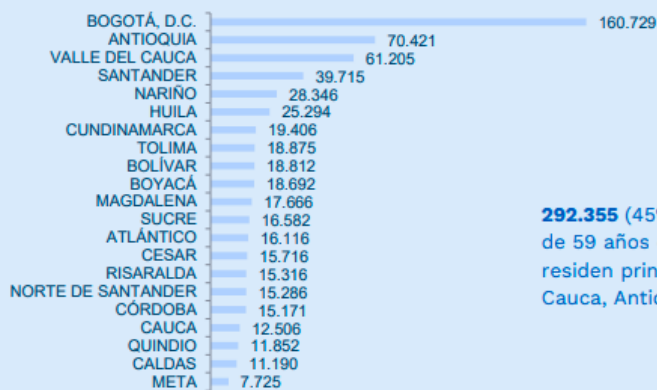 BOGOTÁ, D.C. 160.729
ANTIOQUIA 70.421
VALLE DEL CAUCA 61.205
SANTANDER 39.715
NARIÑO 28.346
HUILA 25.294
CUNDINAMARCA 19.406
TOLIMA 18.875
BOLÍVAR 18.812
BOYACÁ 18.692
MAGDALENA 17.666
SUCRE 16.582
ATLÁNTICO 16.116
CESAR 15.716
RISARALDA 15.316
NORTE DE SANTANDER 15.286
CÓRDOBA 15.171
CAUCA 12.506
QUINDIO 11.852
CALDAS 11.190
META 7.725
292.355 (45
de 59 años
residen prin
Cauca, Antio